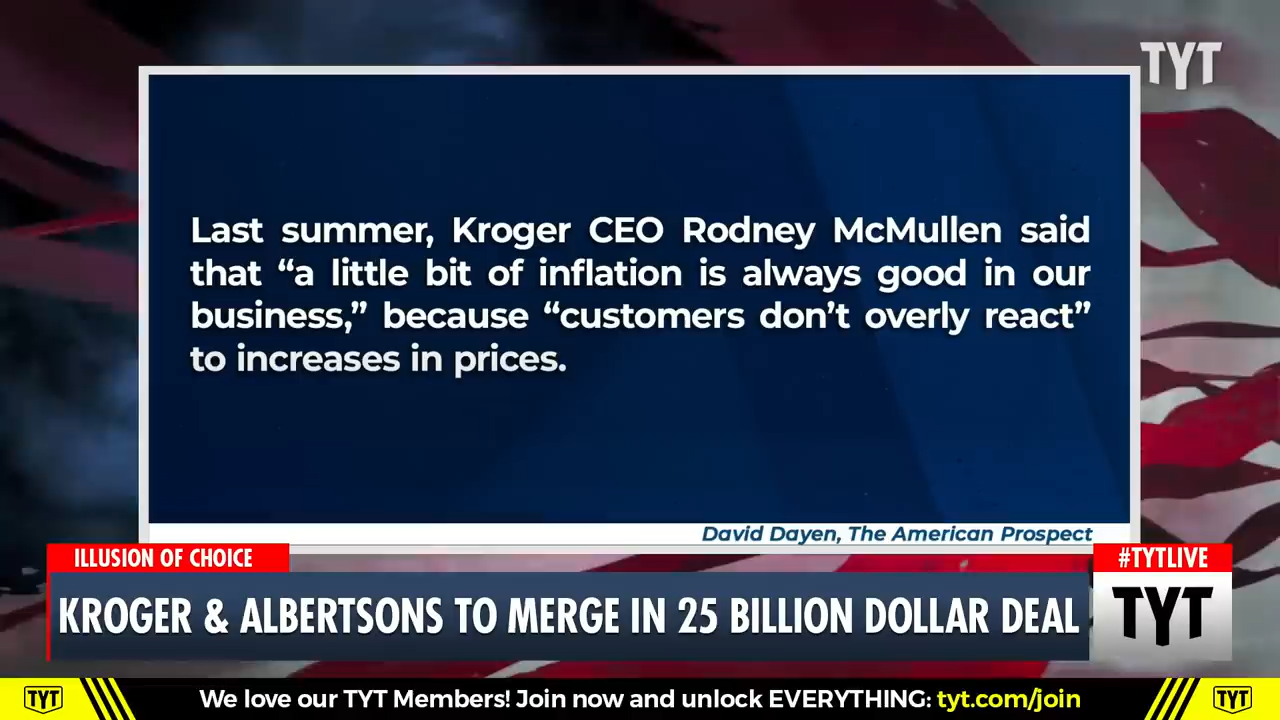 TYT
Last summer, Kroger CEO Rodney McMullen said
that “a little bit of inflation is always good in our
business,” because “customers don’t overly react”
to increases in prices.
David Dayen, The American Prospect
ILLUSION OF CHOICE
#TYTLIVE
KROGER & ALBERTSONS TO MERGE IN 25 BILLION DOLLAR DEAL
TYT
TYT
We love our TYT Members! Join now and unlock EVERYTHING: tyt.com/join
TYT